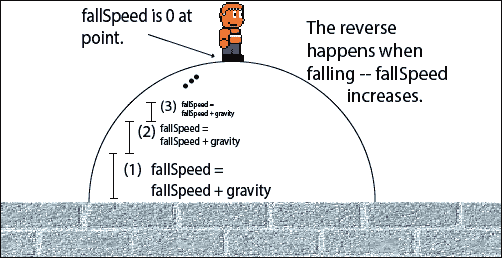 fallSpeed is 0 at
point.
The reverse
happens when
falling -- fallSpeed
increases.
(3) fallSpeed =
fallSpeed + gravity
(2) fallSpeed =
fallSpeed + gravity
(1) fallSpeed =
fallSpeed + gravity